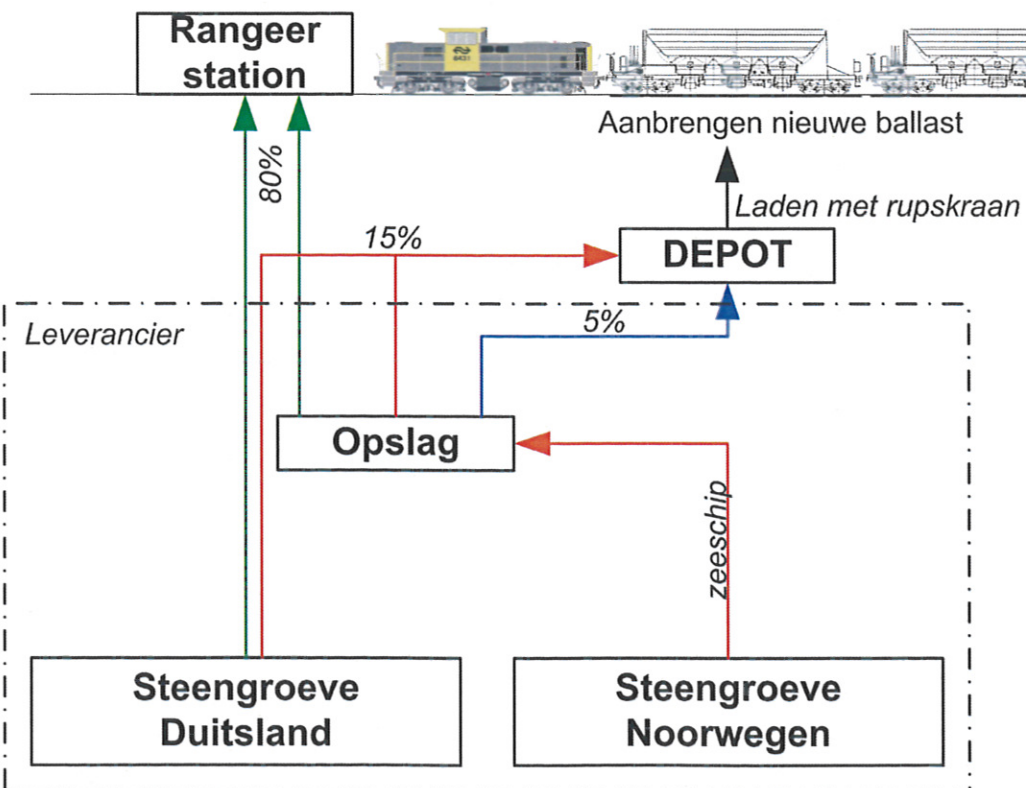 Rangeer
station
Aanbrengen nieuwe ballast
80%
Laden met rupskraan
15%
DEPOT
5%
Leverancier
Opslag
zeeschip
Steengroeve
Duitsland
Steengroeve
Noorwegen